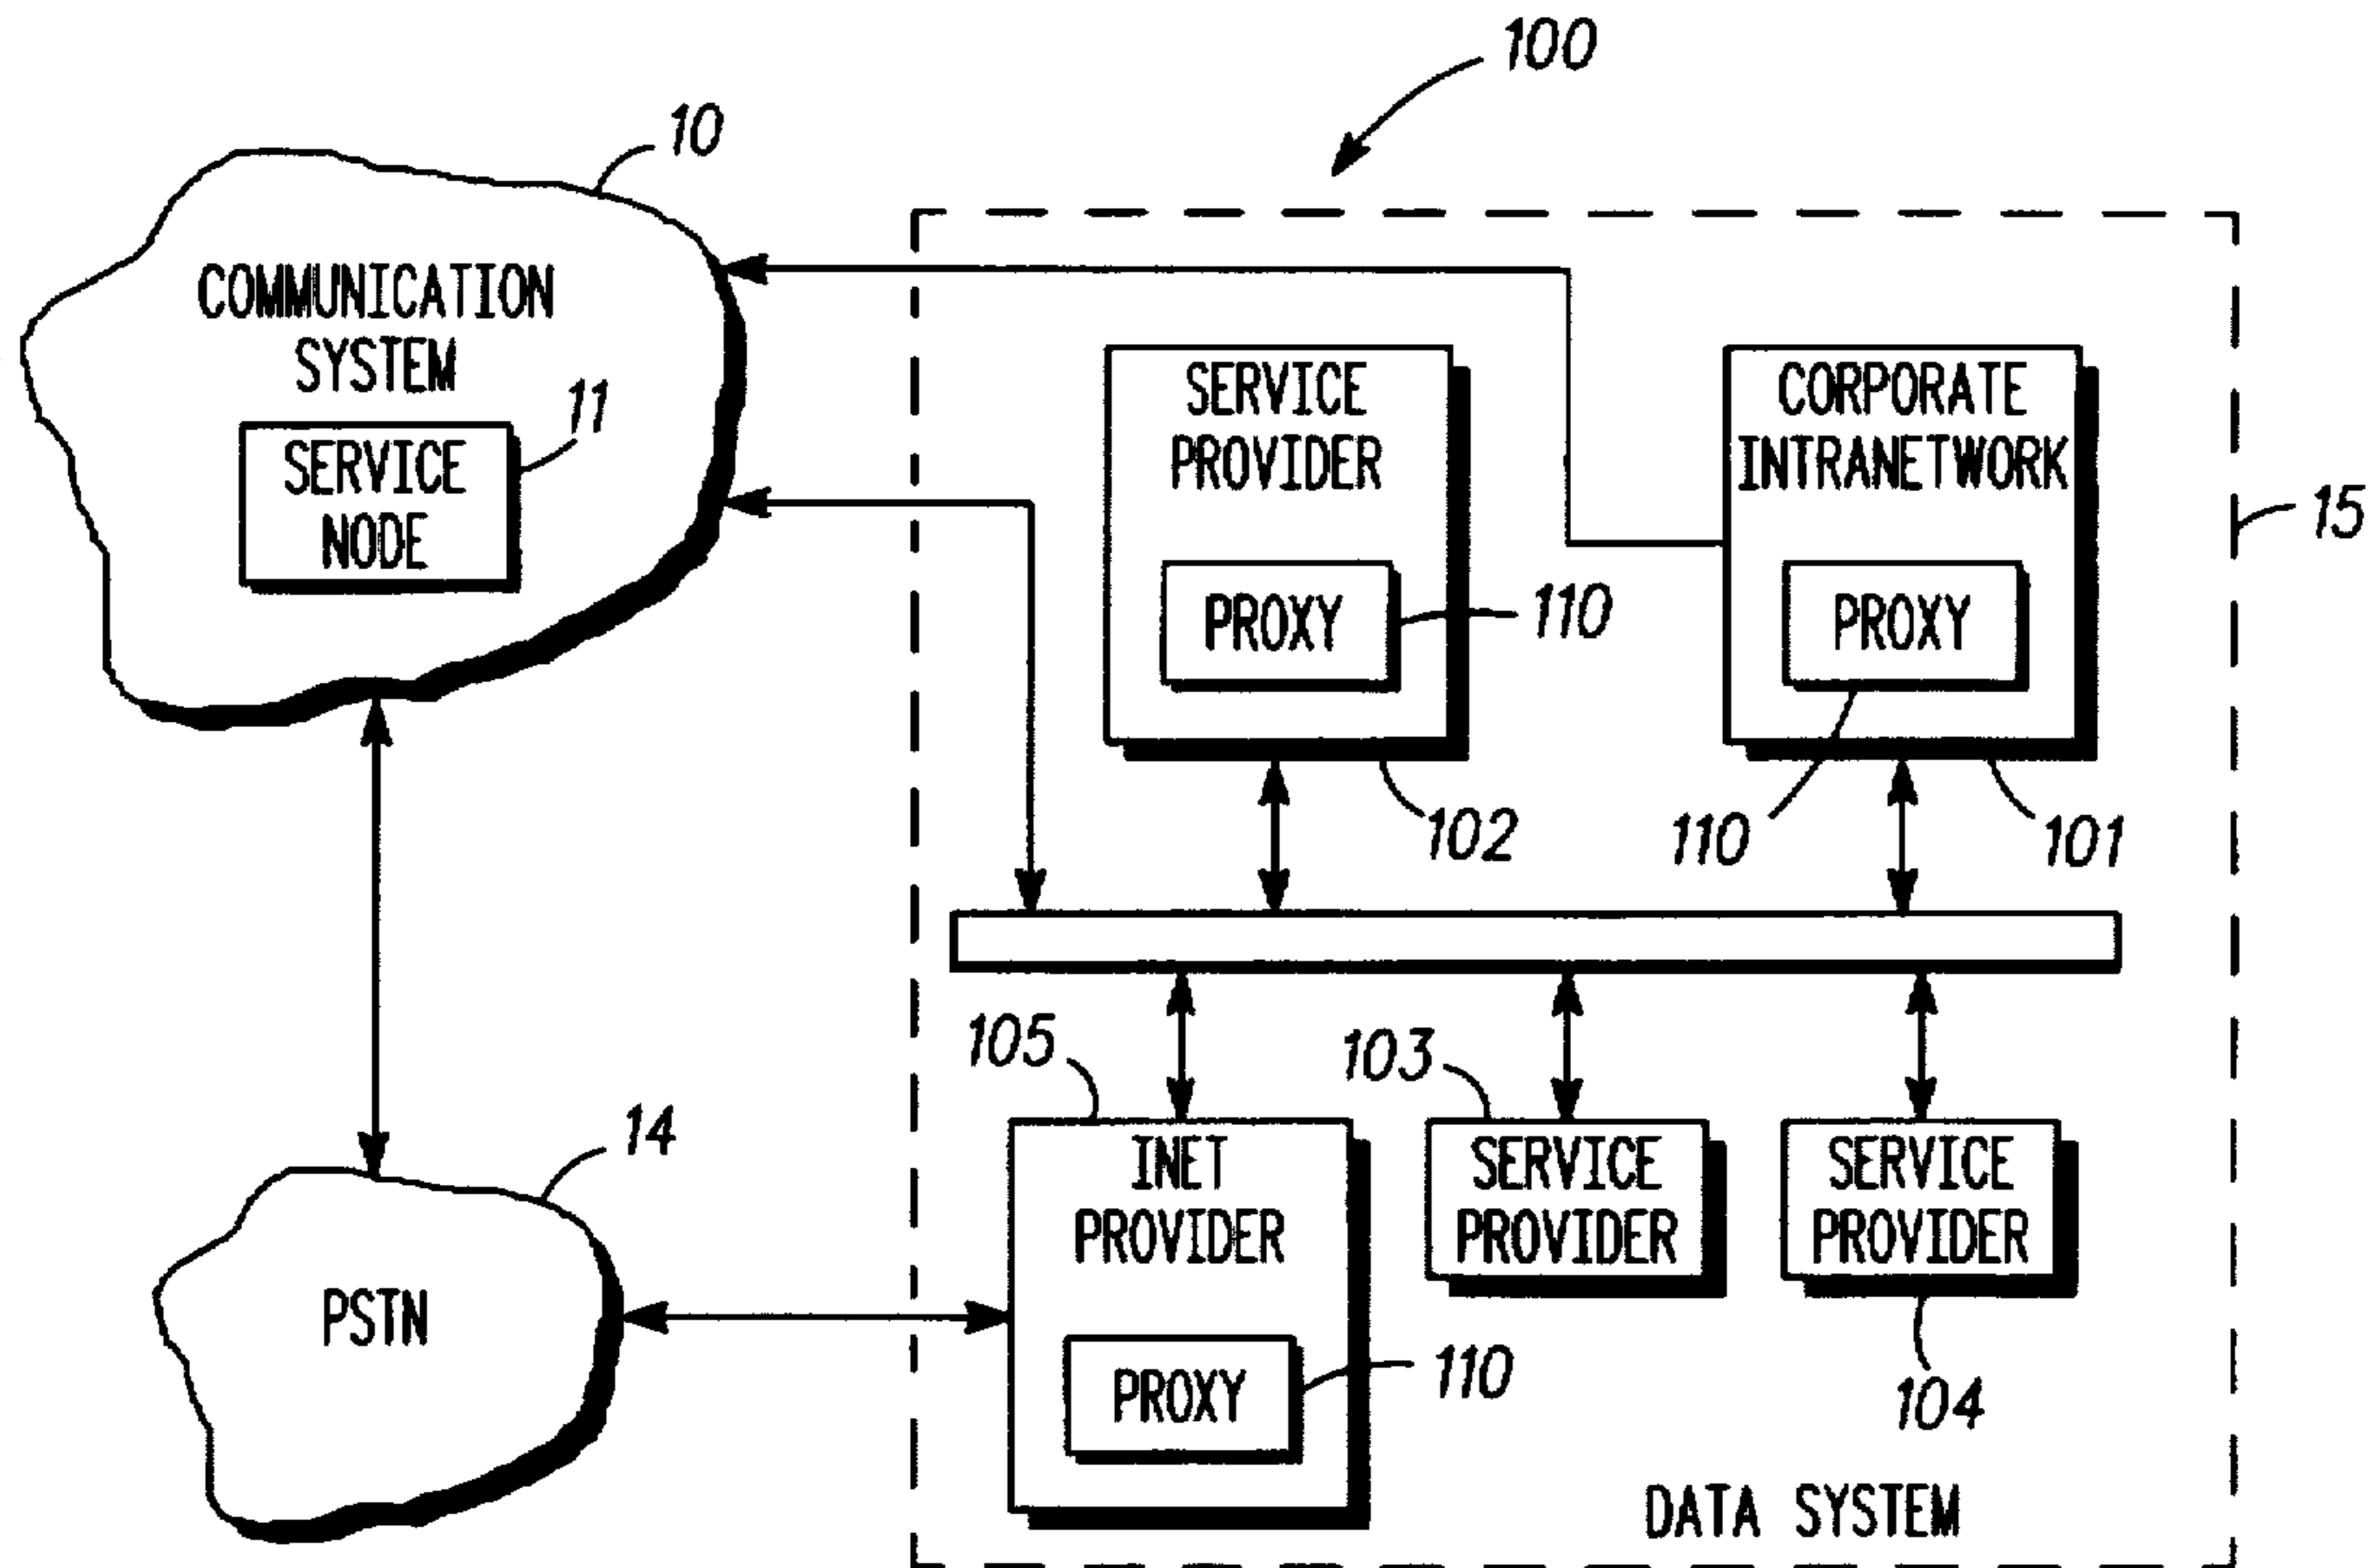 100
10
COMMUNICATION
SYSTEM
11
SERVICE
NODE
SERVICE
PROVIDER
PROXY
110
CORPORATE
INTRANETWORK
PROXY
15
102
110
101
105
103
INET
PROVIDER
PROXY
110
SERVICE
PROVIDER
SERVICE
PROVIDER
104
14
PSTN
DATA SYSTEM